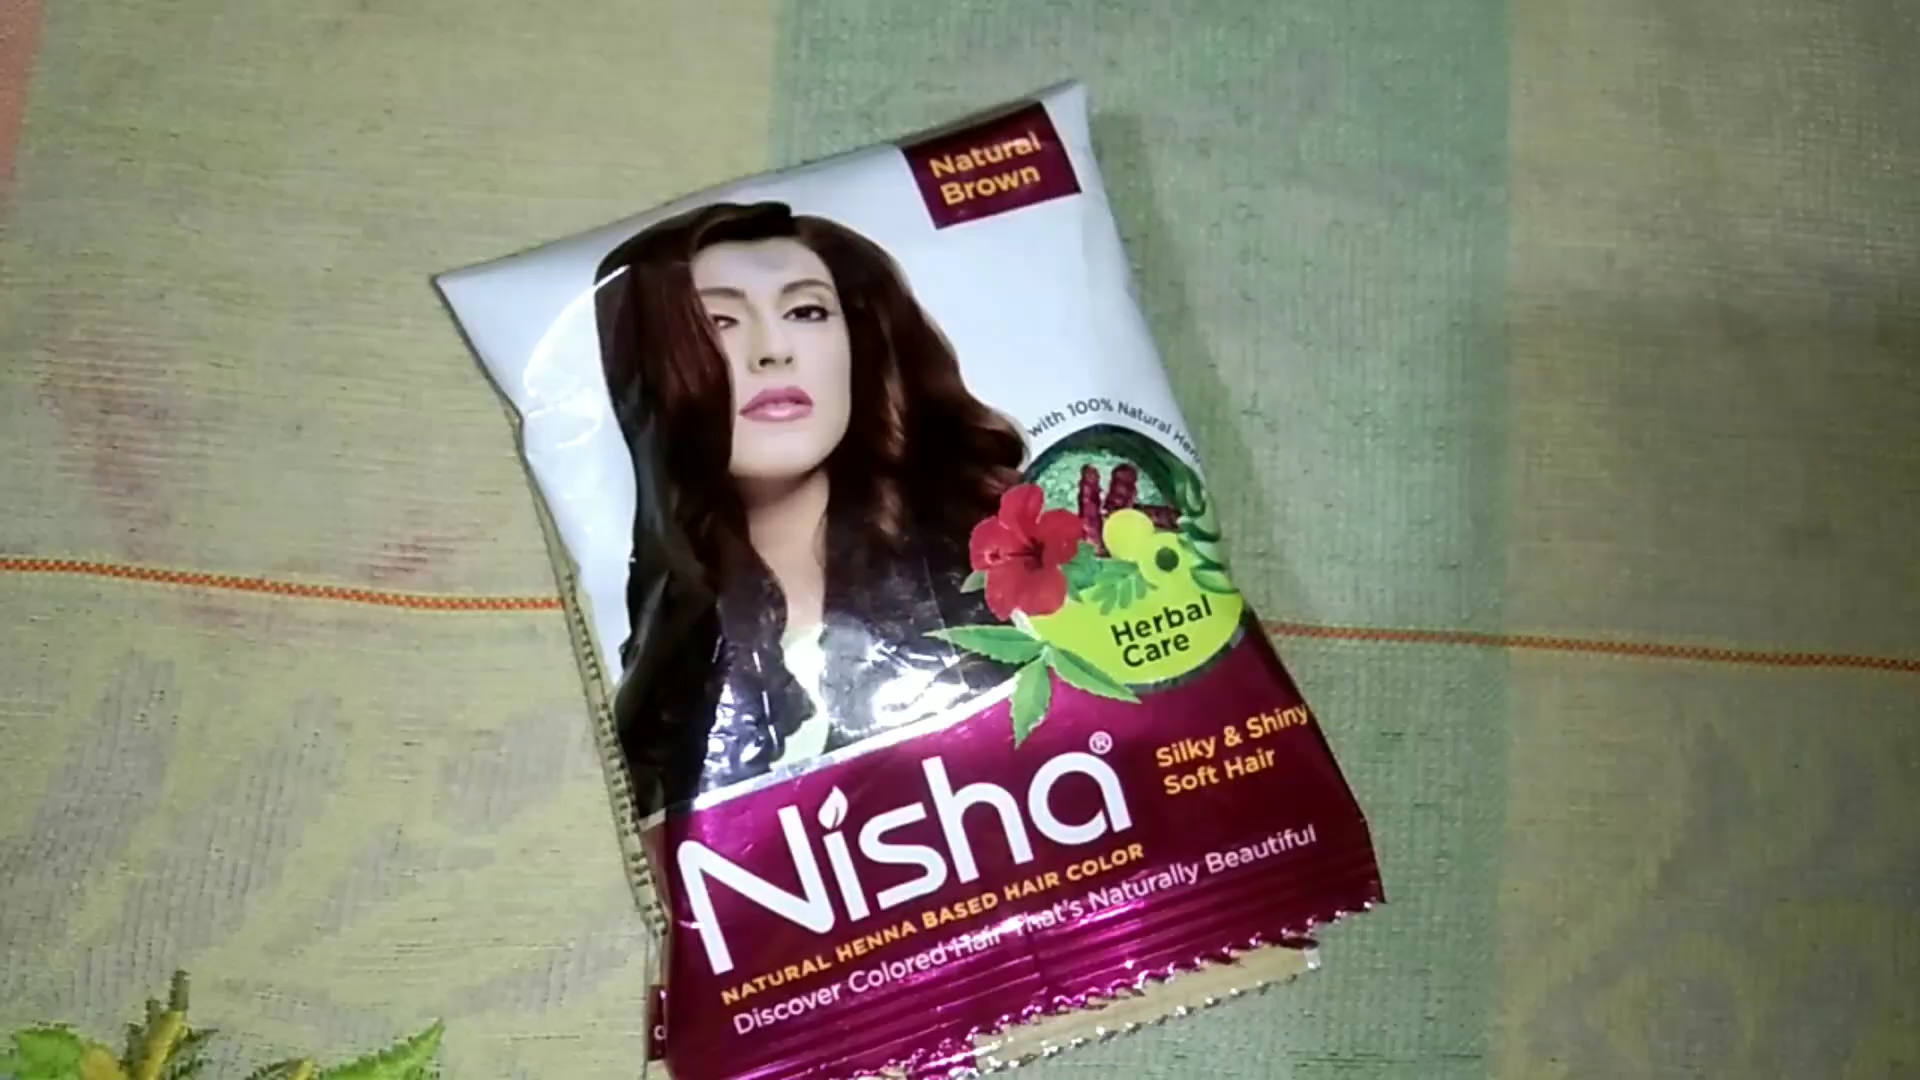 Natural
Brown
with 100% Natural
Herbal
Care
Silky & Shiny
Soft Hair
Nisha®
NATURAL HENNA BASED HAIR COLOR
Discover Colored Hair That's Naturally Beautiful